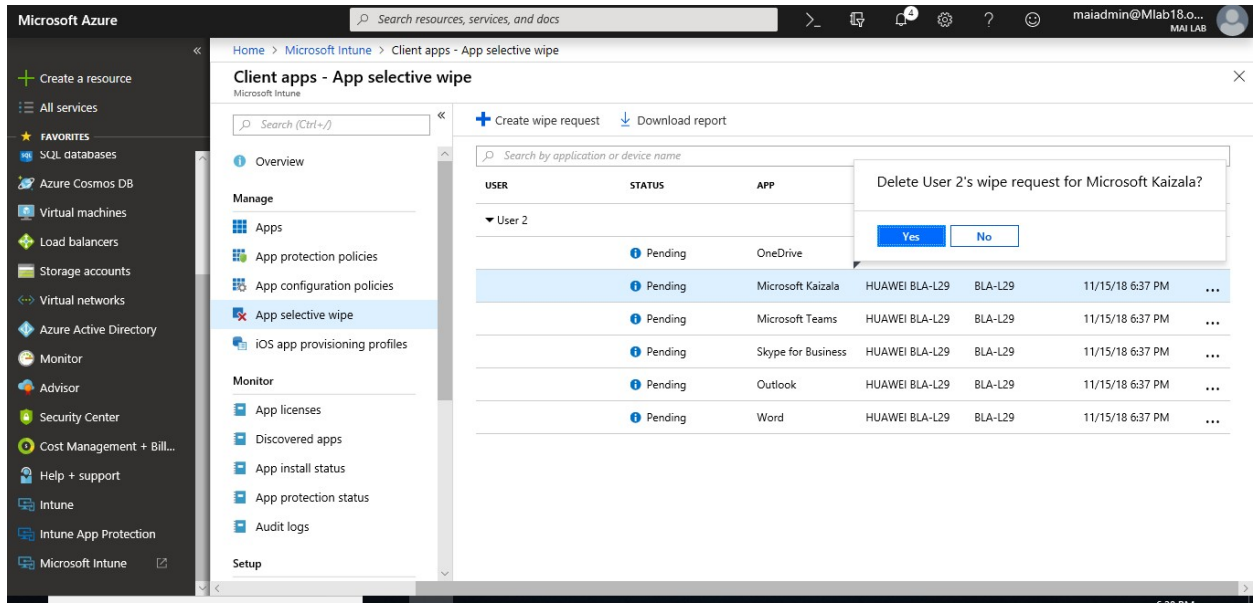 Microsoft Azure
Search resources, services, and docs
4
maiadmin@Mlab18.o...
MAI LAB
Create a resource
All services
FAVORITES
SQL databases
Azure Cosmos DB
Virtual machines
Load balancers
Storage accounts
Virtual networks
Azure Active Directory
Monitor
Advisor
Security Center
Cost Management + Bill...
Help + support
Intune
Intune App Protection
Microsoft Intune
Home > Microsoft Intune > Client apps - App selective wipe
Client apps - App selective wipe
Microsoft Intune
Search (Ctrl+/)
Overview
Manage
Apps
App protection policies
App configuration policies
App selective wipe
iOS app provisioning profiles
Monitor
App licenses
Discovered apps
App install status
App protection status
Audit logs
Setup
Create wipe request Download report
Search by application or device name
USER STATUS APP
Delete User 2's wipe request for Microsoft Kaizala?
Yes No
User 2
Pending OneDrive
Pending Microsoft Kaizala HUAWEI BLA-L29 BLA-L29 11/15/18 6:37 PM ...
Pending Microsoft Teams HUAWEI BLA-L29 BLA-L29 11/15/18 6:37 PM ...
Pending Skype for Business HUAWEI BLA-L29 BLA-L29 11/15/18 6:37 PM ...
Pending Outlook HUAWEI BLA-L29 BLA-L29 11/15/18 6:37 PM ...
Pending Word HUAWEI BLA-L29 BLA-L29 11/15/18 6:37 PM ...